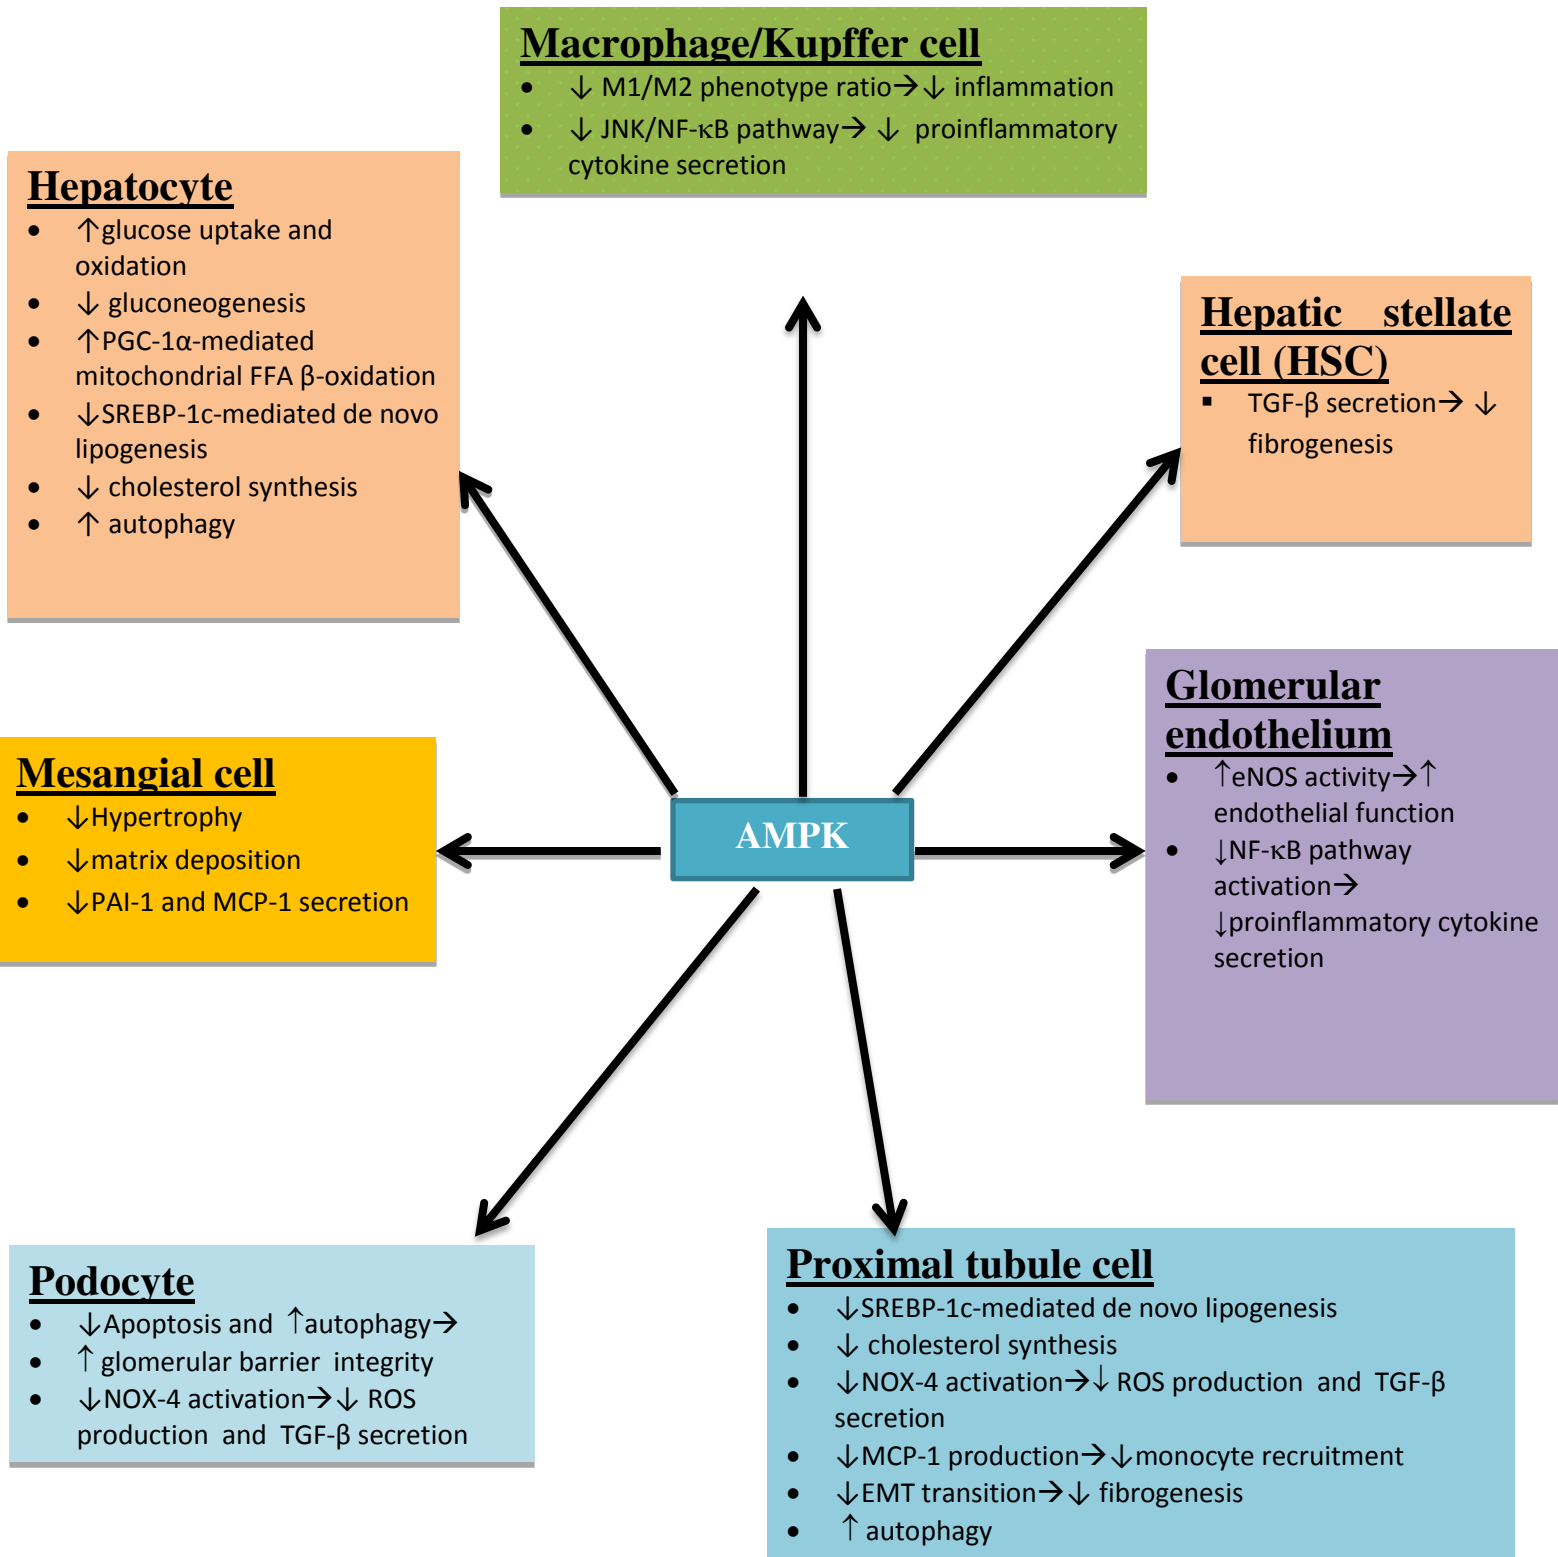 Macrophage/Kupffer cell
• ↓ M1/M2 phenotype ratio→↓ inflammation
• ↓ JNK/NF-κB pathway→ ↓ proinflammatory
cytokine secretion
Hepatocyte
• ↑glucose uptake and
oxidation
• ↓ gluconeogenesis
• ↑PGC-1α-mediated
mitochondrial FFA β-oxidation
• ↓SREBP-1c-mediated de novo
lipogenesis
• ↓ cholesterol synthesis
• ↑ autophagy
Hepatic stellate
cell (HSC)
▪ TGF-β secretion→ ↓
fibrogenesis
Glomerular
endothelium
• ↑eNOS activity→↑
endothelial function
• ↓NF-κB pathway
activation→
↓proinflammatory cytokine
secretion
Mesangial cell
• ↓Hypertrophy
• ↓matrix deposition
• ↓PAI-1 and MCP-1 secretion
AMPK
Podocyte
• ↓Apoptosis and ↑autophagy→
• ↑ glomerular barrier integrity
• ↓NOX-4 activation→↓ ROS
production and TGF-β secretion
Proximal tubule cell
• ↓SREBP-1c-mediated de novo lipogenesis
• ↓ cholesterol synthesis
• ↓NOX-4 activation→↓ ROS production and TGF-β
secretion
• ↓MCP-1 production→↓monocyte recruitment
• ↓EMT transition→↓ fibrogenesis
• ↑ autophagy